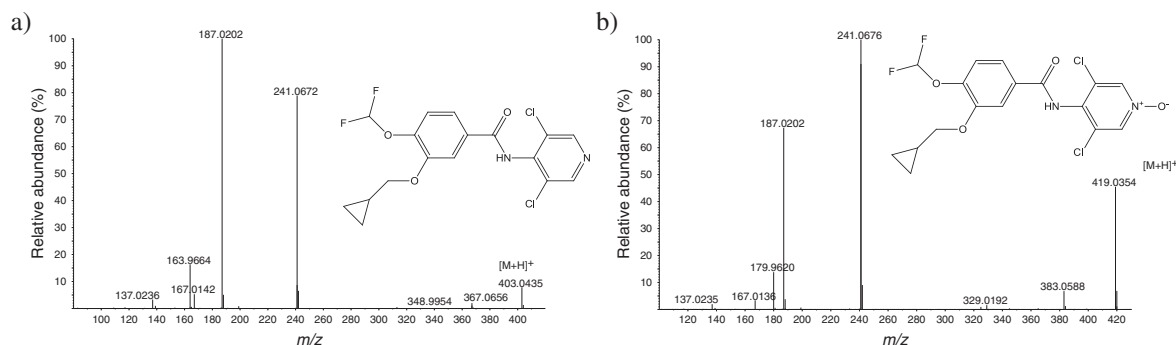 a)
Relative abundance (%)
100
90
80
70
60
50
40
30
20
10
187.0202
241.0672
163.9664
167.0142
137.0236
348.9954
367.0656
[M+H]+
403.0435
F
F
O
O
O
NH
Cl
Cl
N
100 120 140 160 180 200 220 240 260 280 300 320 340 360 380 400 420
m/z
b)
Relative abundance (%)
100
90
80
70
60
50
40
30
20
10
241.0676
187.0202
179.9620
137.0235
167.0136
329.0192
383.0588
[M+H]+
419.0354
F
F
O
O
O
NH
Cl
Cl
N+
O-
120 140 160 180 200 220 240 260 280 300 320 340 360 380 400 420
m/z